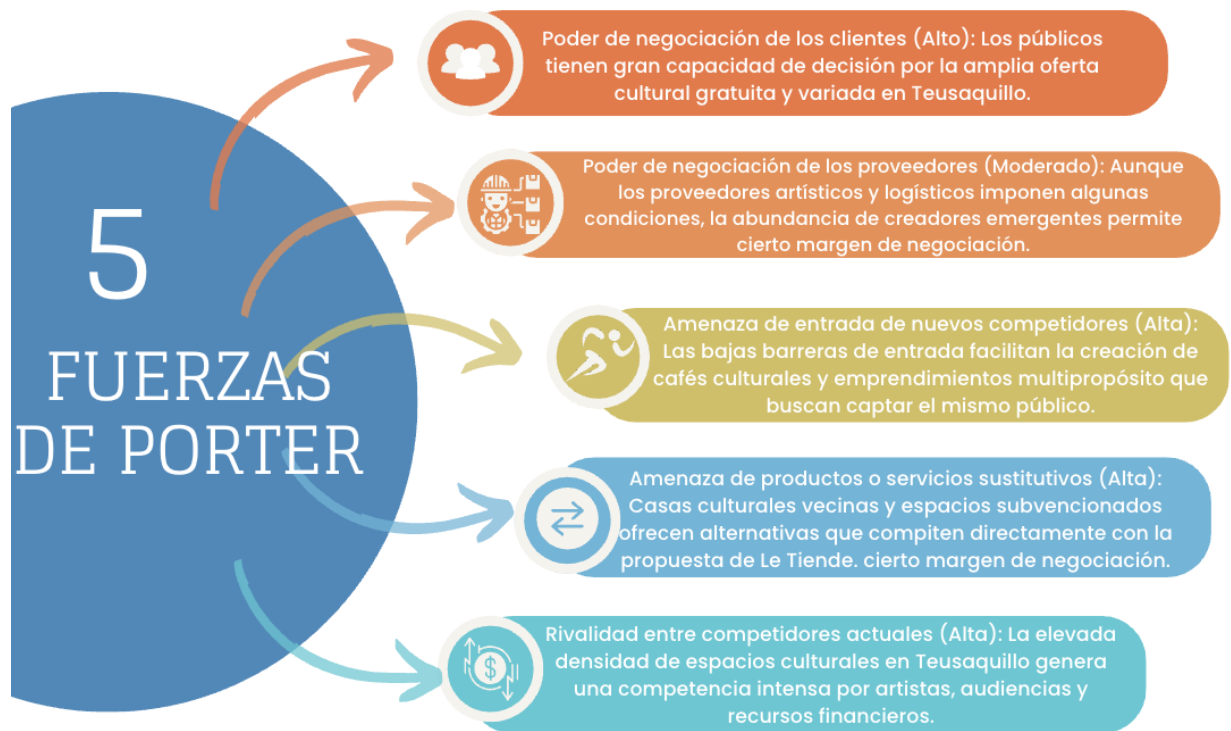 5
FUERZAS
DE PORTER
Poder de negociación de los clientes (Alto): Los públicos
tienen gran capacidad de decisión por la amplia oferta
cultural gratuita y variada en Teusaquillo.
Poder de negociación de los proveedores (Moderado): Aunque
los proveedores artísticos y logísticos imponen algunas
condiciones, la abundancia de creadores emergentes permite
cierto margen de negociación.
Amenaza de entrada de nuevos competidores (Alta):
Las bajas barreras de entrada facilitan la creación de
cafés culturales y emprendimientos multipropósito que
buscan captar el mismo público.
Amenaza de productos o servicios sustitutivos (Alta):
Casas culturales vecinas y espacios subvencionados
ofrecen alternativas que compiten directamente con la
propuesta de Le Tiende. cierto margen de negociación.
Rivalidad entre competidores actuales (Alta): La elevada
densidad de espacios culturales en Teusaquillo genera
una competencia intensa por artistas, audiencias y
recursos financieros.
$